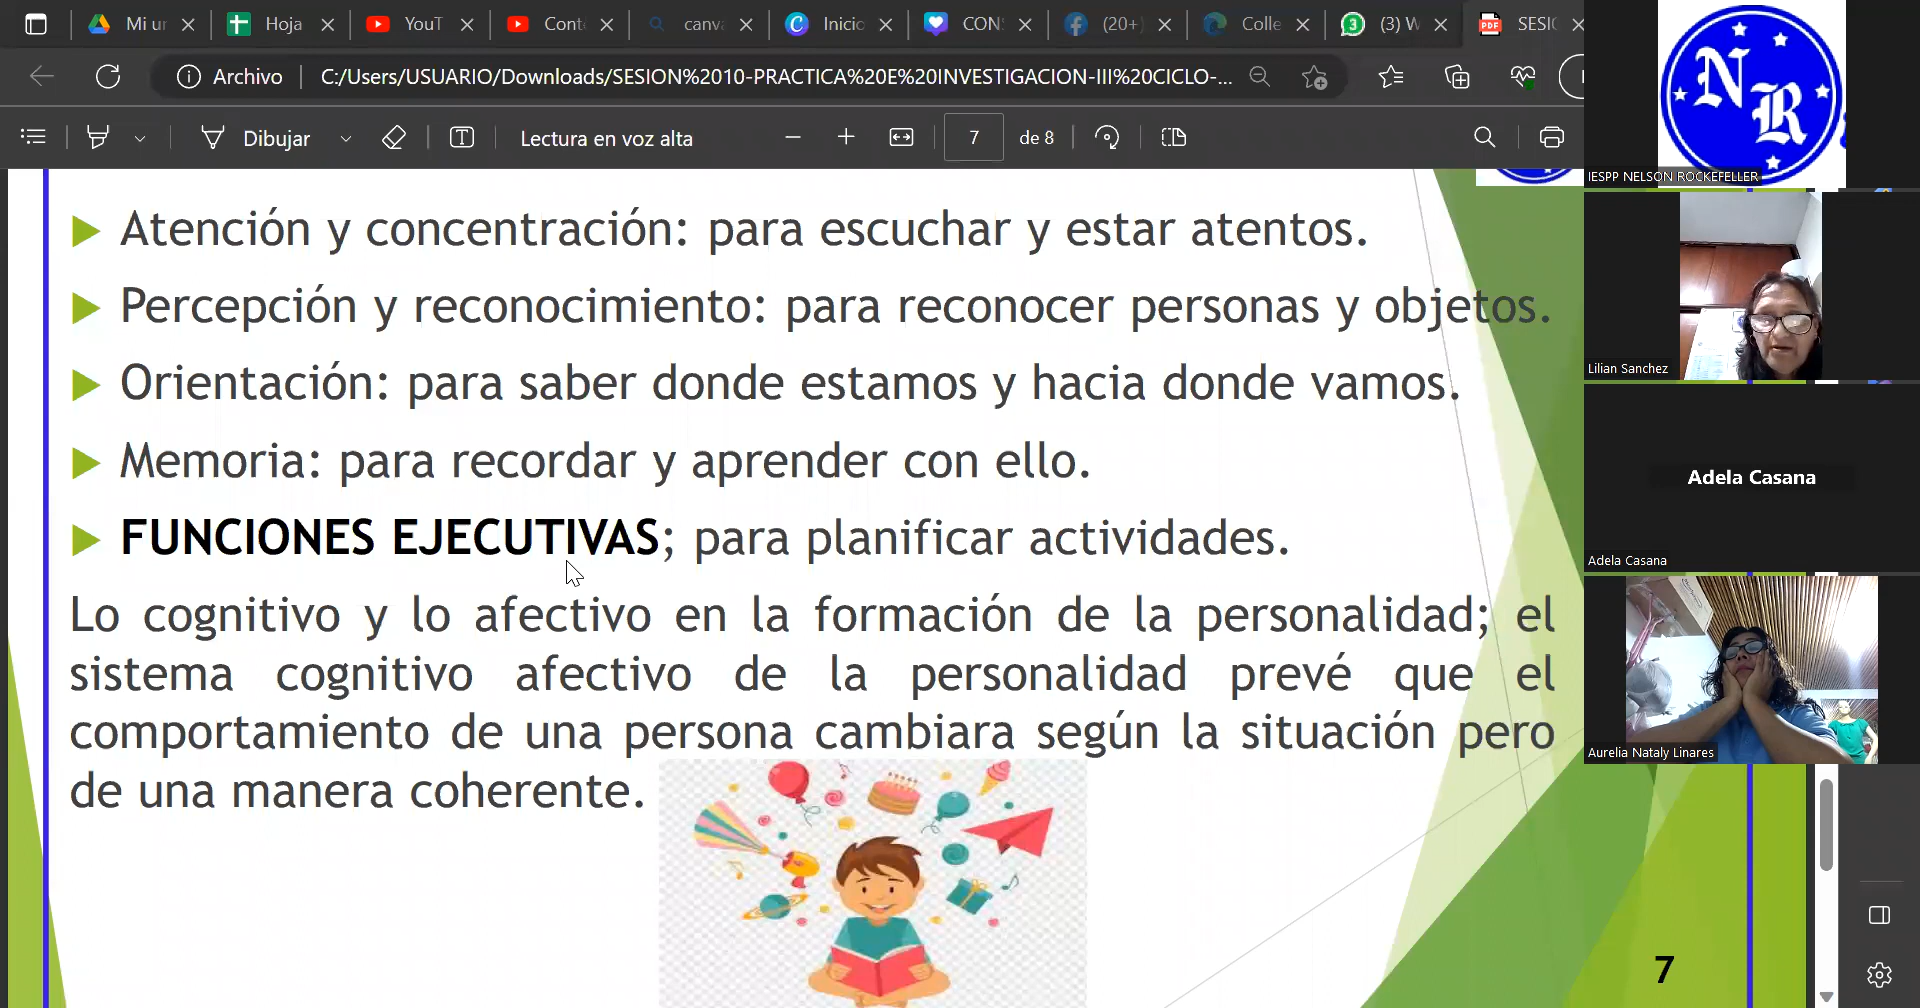 Mi ur
Hoja
YouT
Conte
canv
Inicio
CON
(20+)
Colle
3
(3) W
PDF
SESIC
Archivo
C:/Users/USUARIO/Downloads/SESION%2010-PRACTICA%20E%20INVESTIGACION-III%20CICLO-...
Dibujar
T
Lectura en voz alta
7
de 8
NR
IESPP NELSON ROCKEFELLER
Atención y concentración: para escuchar y estar atentos.
Percepción y reconocimiento: para reconocer personas y objetos.
Orientación: para saber donde estamos y hacia donde vamos.
Memoria: para recordar y aprender con ello.
FUNCIONES EJECUTIVAS; para planificar actividades.
Lo cognitivo y lo afectivo en la formación de la personalidad; el
sistema cognitivo afectivo de la personalidad prevé que el
comportamiento de una persona cambiara según la situación pero
de una manera coherente.
7
Lilian Sanchez
Adela Casana
Adela Casana
Aurelia Nataly Linares